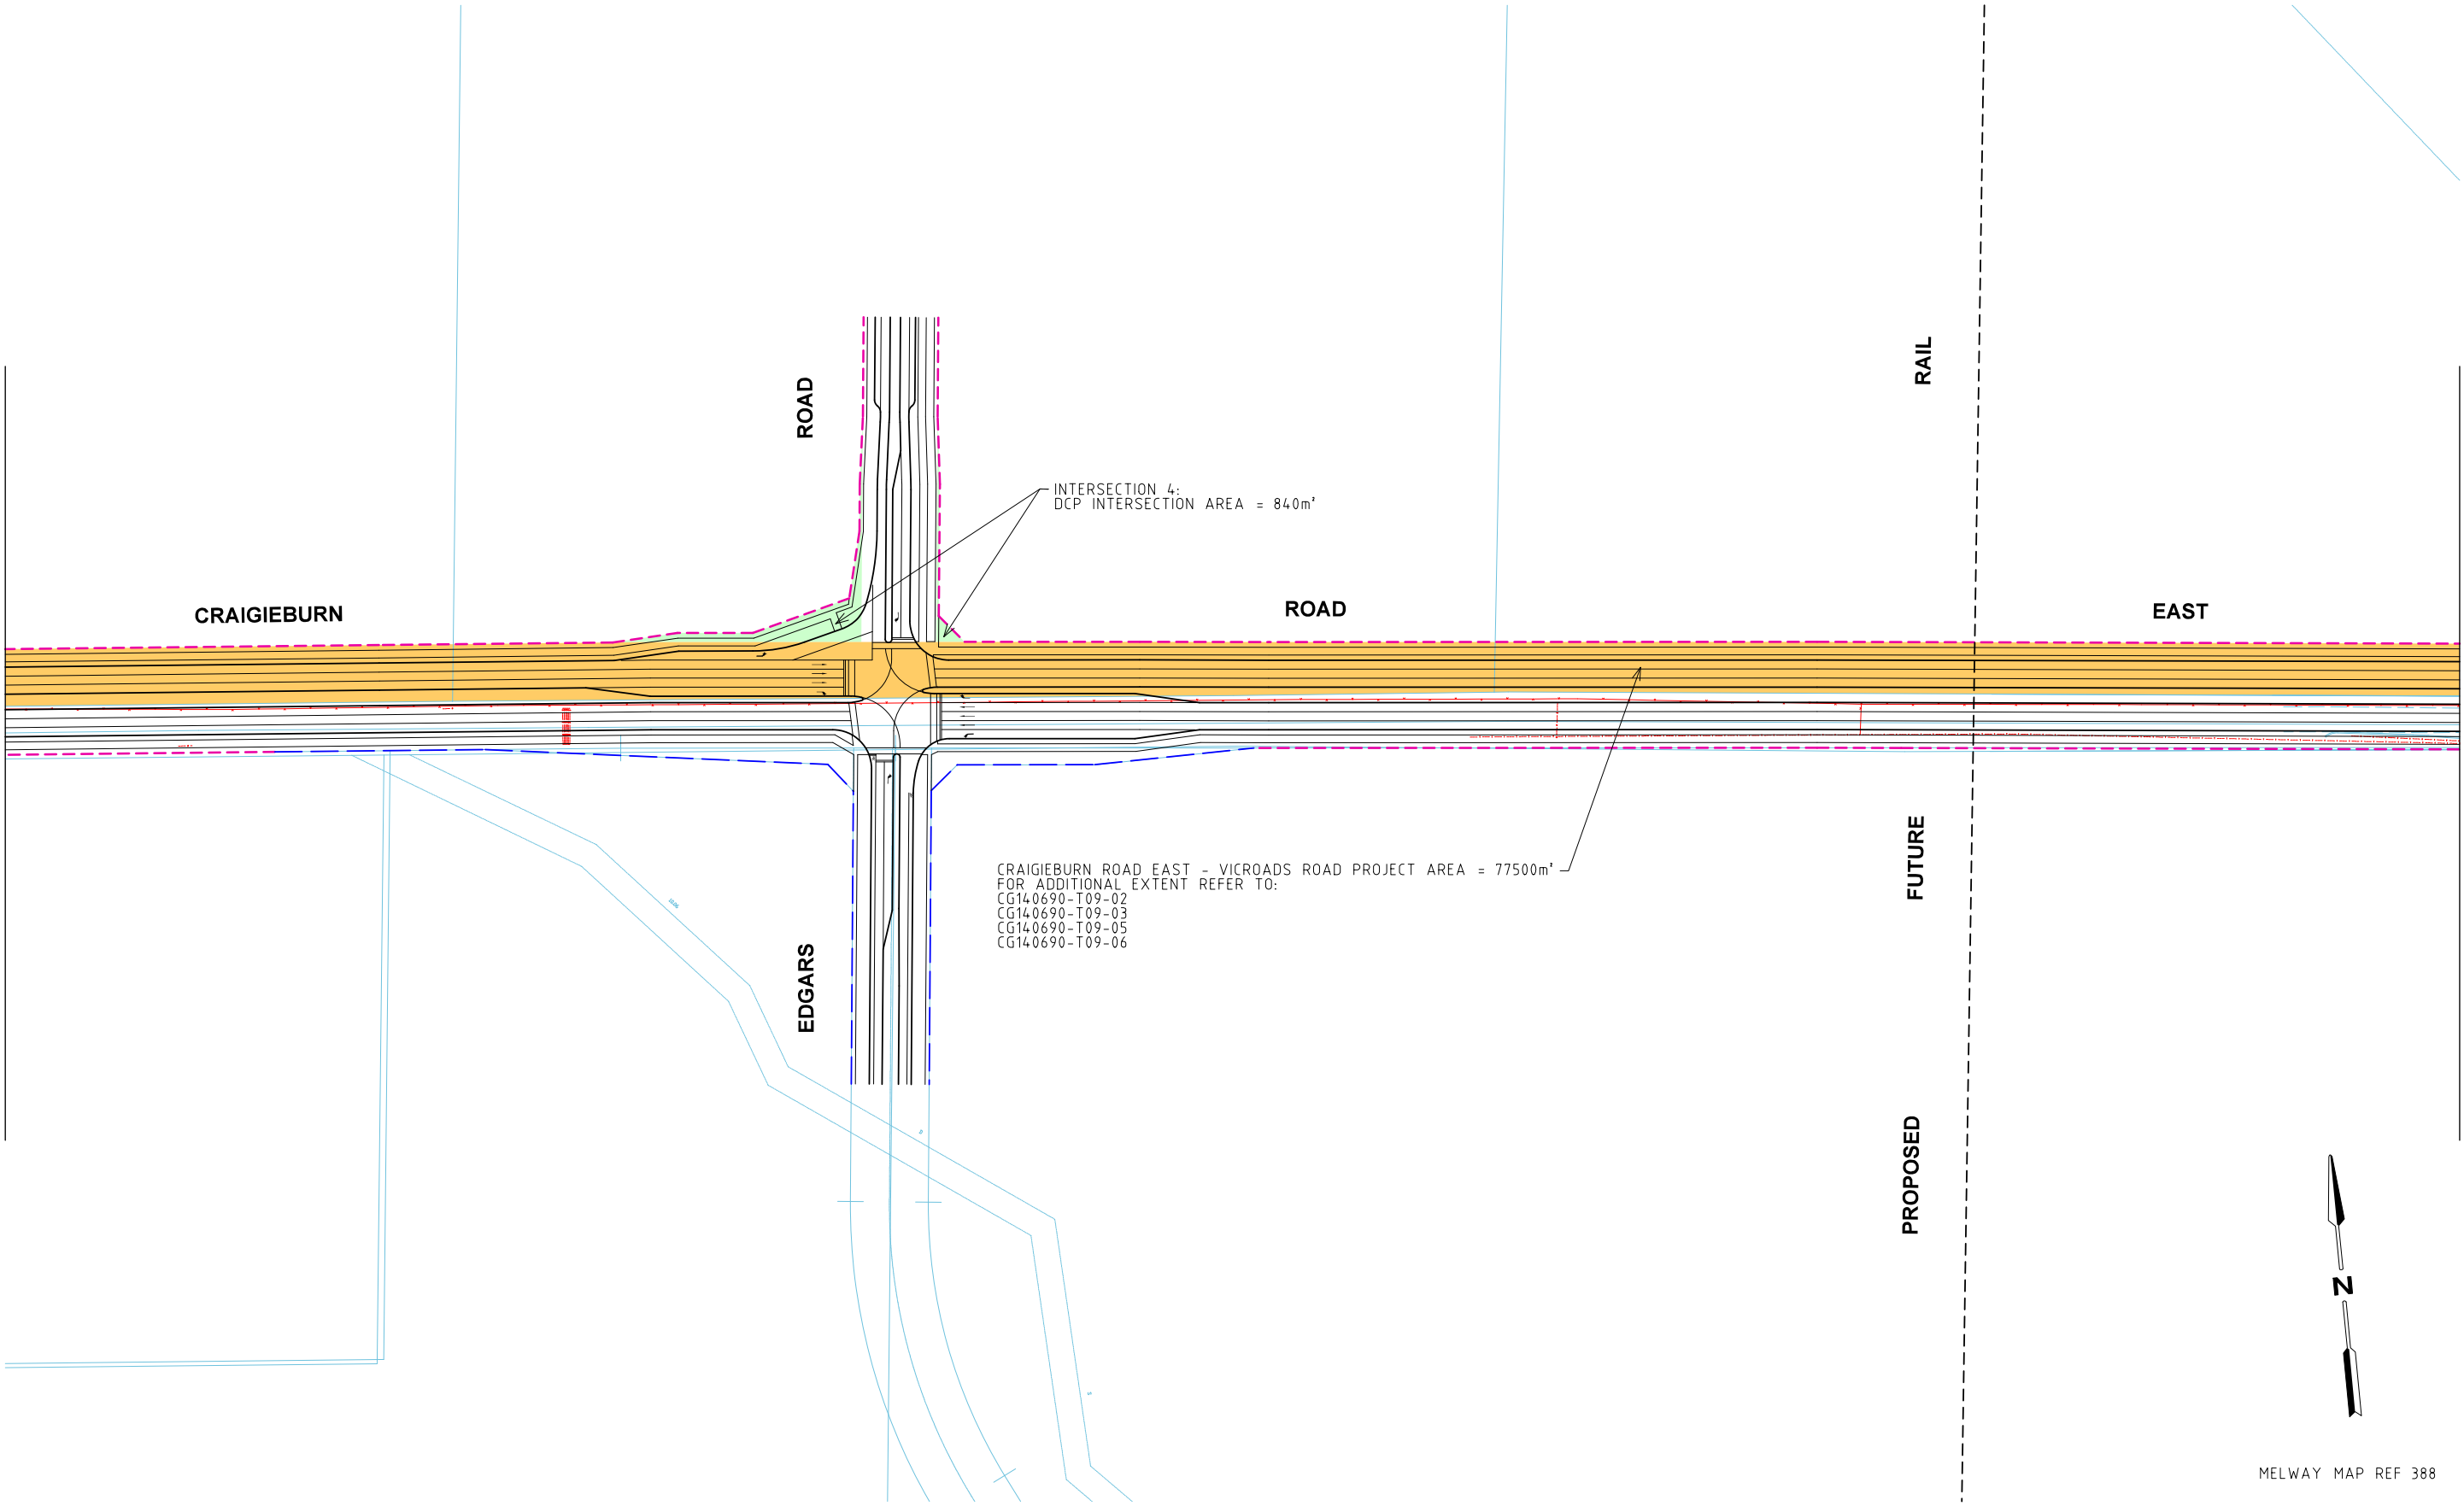 ROAD
RAIL
INTERSECTION 4:
DCP INTERSECTION AREA = 840m²
CRAIGIEBURN
ROAD
EAST
CRAIGIEBURN ROAD EAST - VICROADS ROAD PROJECT AREA = 77500m²
FOR ADDITIONAL EXTENT REFER TO:
CG140690-T09-02
CG140690-T09-03
CG140690-T09-05
CG140690-T09-06
FUTURE
EDGARS
PROPOSED
N
MELWAY MAP REF 388